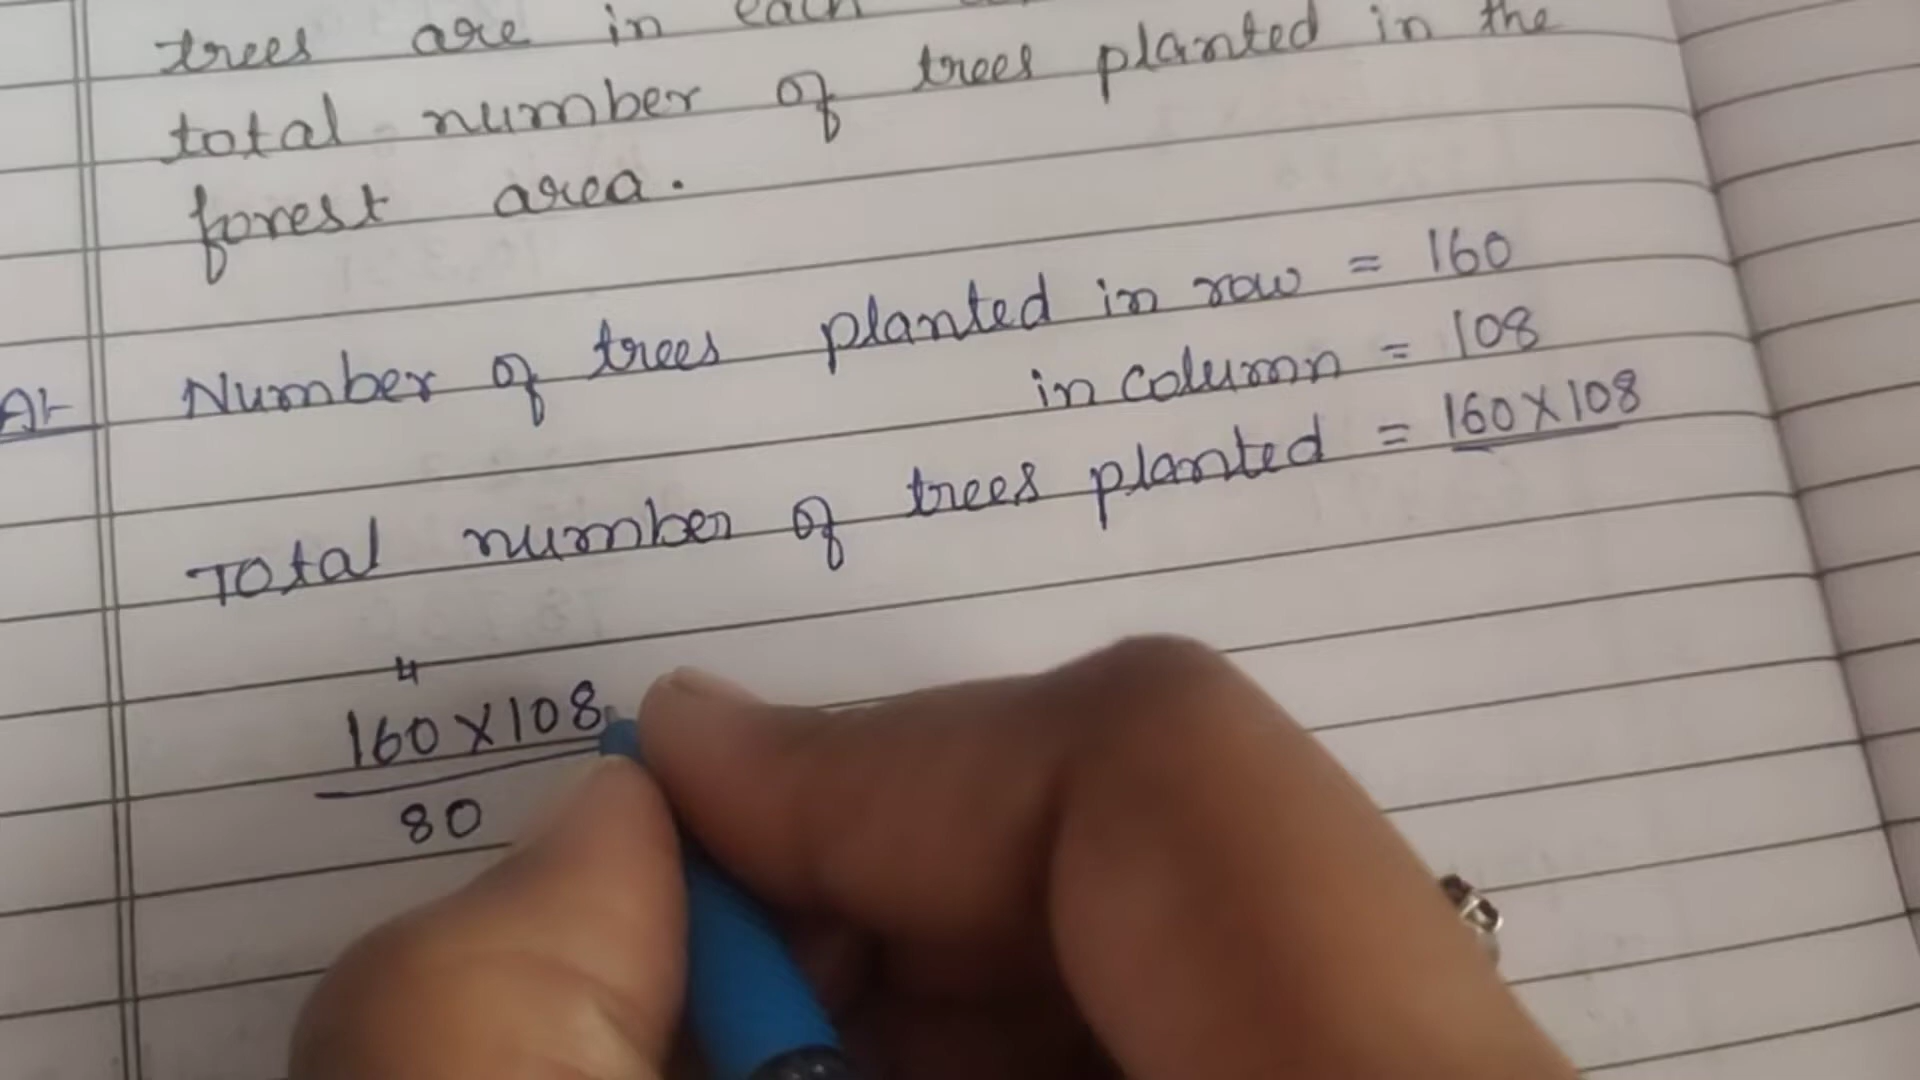 trees are in each
total number of trees planted in the
forest area.
A:- Number of trees planted in row = 160
in column = 108
Total number of trees planted = 160 × 108
4
160 × 108
80